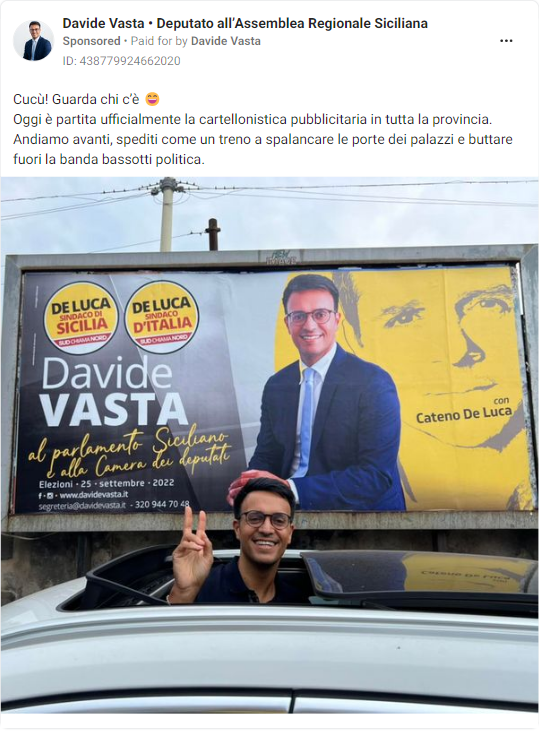 Davide Vasta • Deputato all'Assemblea Regionale Siciliana
Sponsored • Paid for by Davide Vasta
ID: 438779924662020
Cucù! Guarda chi c'è 😄
Oggi è partita ufficialmente la cartellonistica pubblicitaria in tutta la provincia.
Andiamo avanti, spediti come un treno a spalancare le porte dei palazzi e buttare
fuori la banda bassotti politica.
DE LUCA
SINDACO DI
SICILIA
SUD CHIAMA NORD
DE LUCA
SINDACO
D'ITALIA
SUD CHIAMA NORD
Davide
VASTA
al parlamento Siciliano
e alla Camera dei deputati
Elezioni • 25 • settembre • 2022
www.davidevasta.it
segreteria@davidevasta.it - 320 944 70 48
con
Cateno De Luca